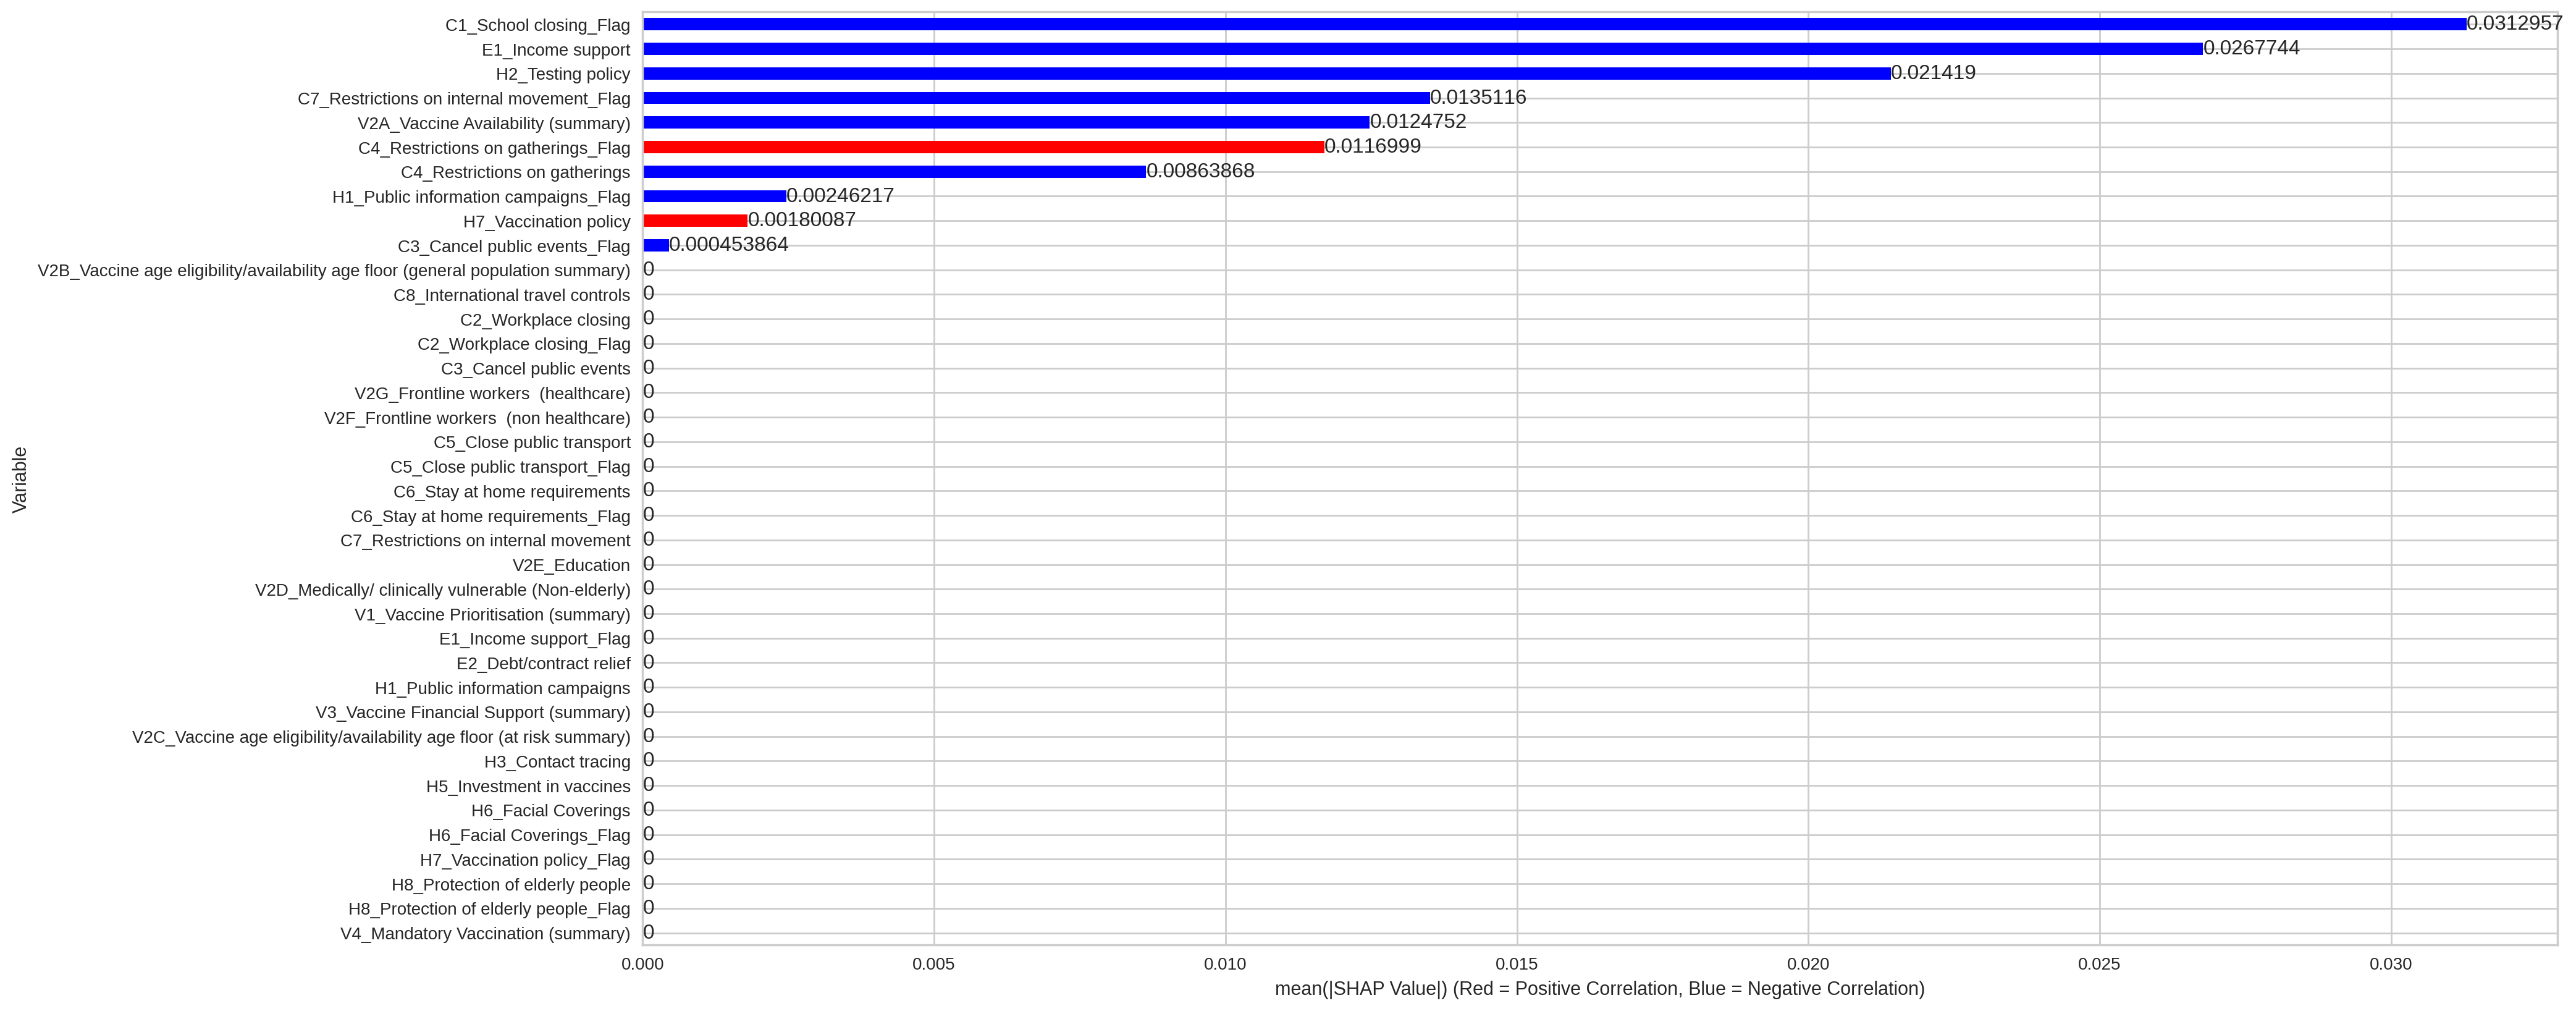 C1_School closing_Flag 0.0312957
E1_Income support 0.0267744
H2_Testing policy 0.021419
C7_Restrictions on internal movement_Flag 0.0135116
V2A_Vaccine Availability (summary) 0.0124752
C4_Restrictions on gatherings_Flag 0.0116999
C4_Restrictions on gatherings 0.00863868
H1_Public information campaigns_Flag 0.00246217
H7_Vaccination policy 0.00180087
C3_Cancel public events_Flag 0.000453864
V2B_Vaccine age eligibility/availability age floor (general population summary) 0
C8_International travel controls 0
C2_Workplace closing 0
C2_Workplace closing_Flag 0
C3_Cancel public events 0
V2G_Frontline workers  (healthcare) 0
V2F_Frontline workers  (non healthcare) 0
C5_Close public transport 0
C5_Close public transport_Flag 0
C6_Stay at home requirements 0
C6_Stay at home requirements_Flag 0
C7_Restrictions on internal movement 0
V2E_Education 0
V2D_Medically/ clinically vulnerable (Non-elderly) 0
V1_Vaccine Prioritisation (summary) 0
E1_Income support_Flag 0
E2_Debt/contract relief 0
H1_Public information campaigns 0
V3_Vaccine Financial Support (summary) 0
V2C_Vaccine age eligibility/availability age floor (at risk summary) 0
H3_Contact tracing 0
H5_Investment in vaccines 0
H6_Facial Coverings 0
H6_Facial Coverings_Flag 0
H7_Vaccination policy_Flag 0
H8_Protection of elderly people 0
H8_Protection of elderly people_Flag 0
V4_Mandatory Vaccination (summary) 0
Variable
0.000 0.005 0.010 0.015 0.020 0.025 0.030
mean(|SHAP Value|) (Red = Positive Correlation, Blue = Negative Correlation)